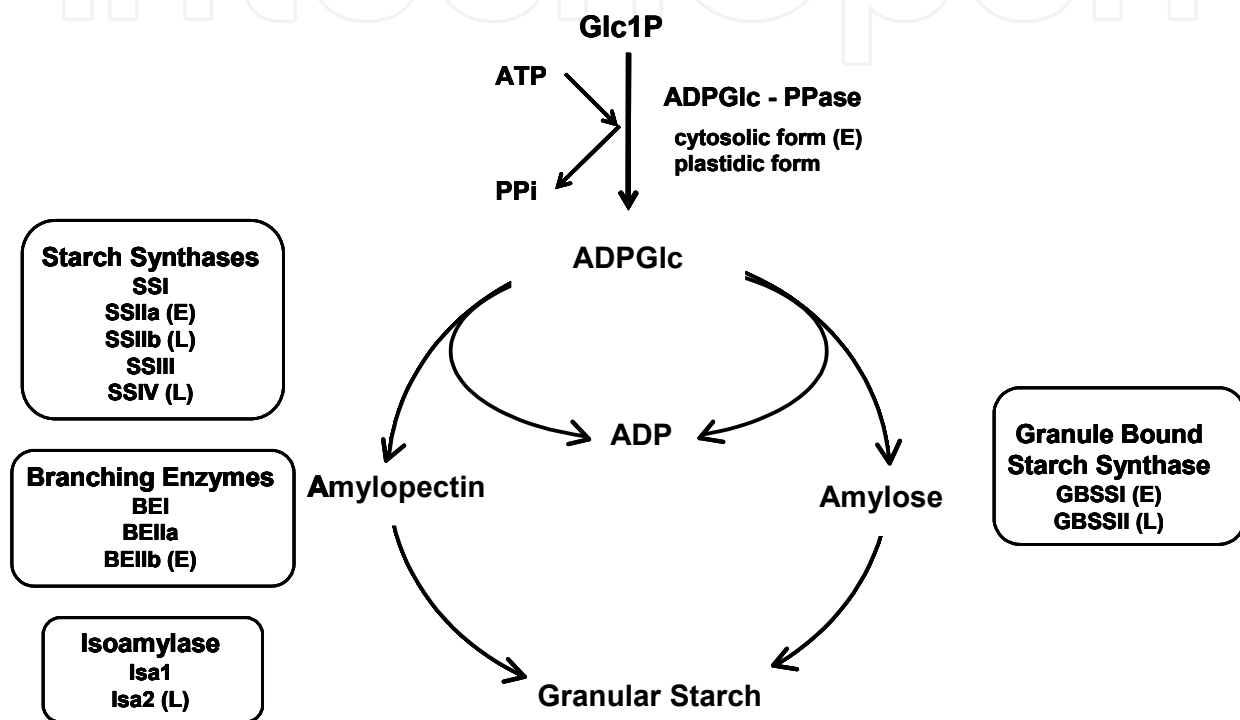 Glc1P
ATP
ADPGlc - PPase
cytosolic form (E)
plastidic form
PPi
ADPGlc
Starch Synthases
SSI
SSIIa (E)
SSIIb (L)
SSIII
SSIV (L)
ADP
Branching Enzymes
BEI
BEIIa
BEIIb (E)
Amylopectin
Amylose
Granule Bound
Starch Synthase
GBSSI (E)
GBSSII (L)
Isoamylase
Isa1
Isa2 (L)
Granular Starch